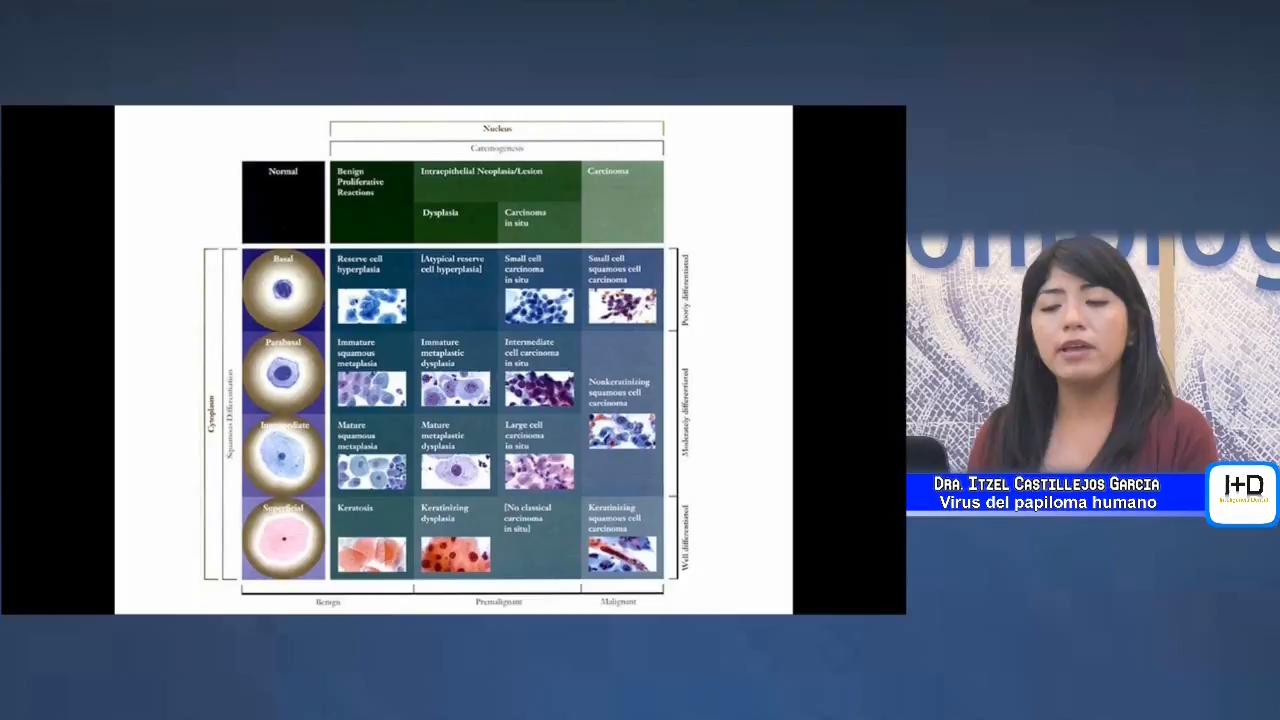 Nucleus
Carcinogenesis
Normal
Benign
Proliferative
Reactions
Intraepithelial Neoplasia/Lesion
Carcinoma
Dysplasia
Carcinoma
in situ
Cytoplasm
Squamous Differentiation
Basal
Reserve cell
hyperplasia
[Atypical reserve
cell hyperplasia]
Small cell
carcinoma
in situ
Small cell
squamous cell
carcinoma
Poorly differentiated
Parabasal
Immature
squamous
metaplasia
Immature
metaplastic
dysplasia
Intermediate
cell carcinoma
in situ
Nonkeratinizing
squamous cell
carcinoma
Moderately differentiated
Intermediate
Mature
squamous
metaplasia
Mature
metaplastic
dysplasia
Large cell
carcinoma
in situ
Superficial
Keratosis
Keratinizing
dysplasia
[No classical
carcinoma
in situ]
Keratinizing
squamous cell
carcinoma
Well differentiated
Benign
Premalignant
Malignant
DRA. ITZEL CASTILLEJOS GARCIA
Virus del papiloma humano
I+D